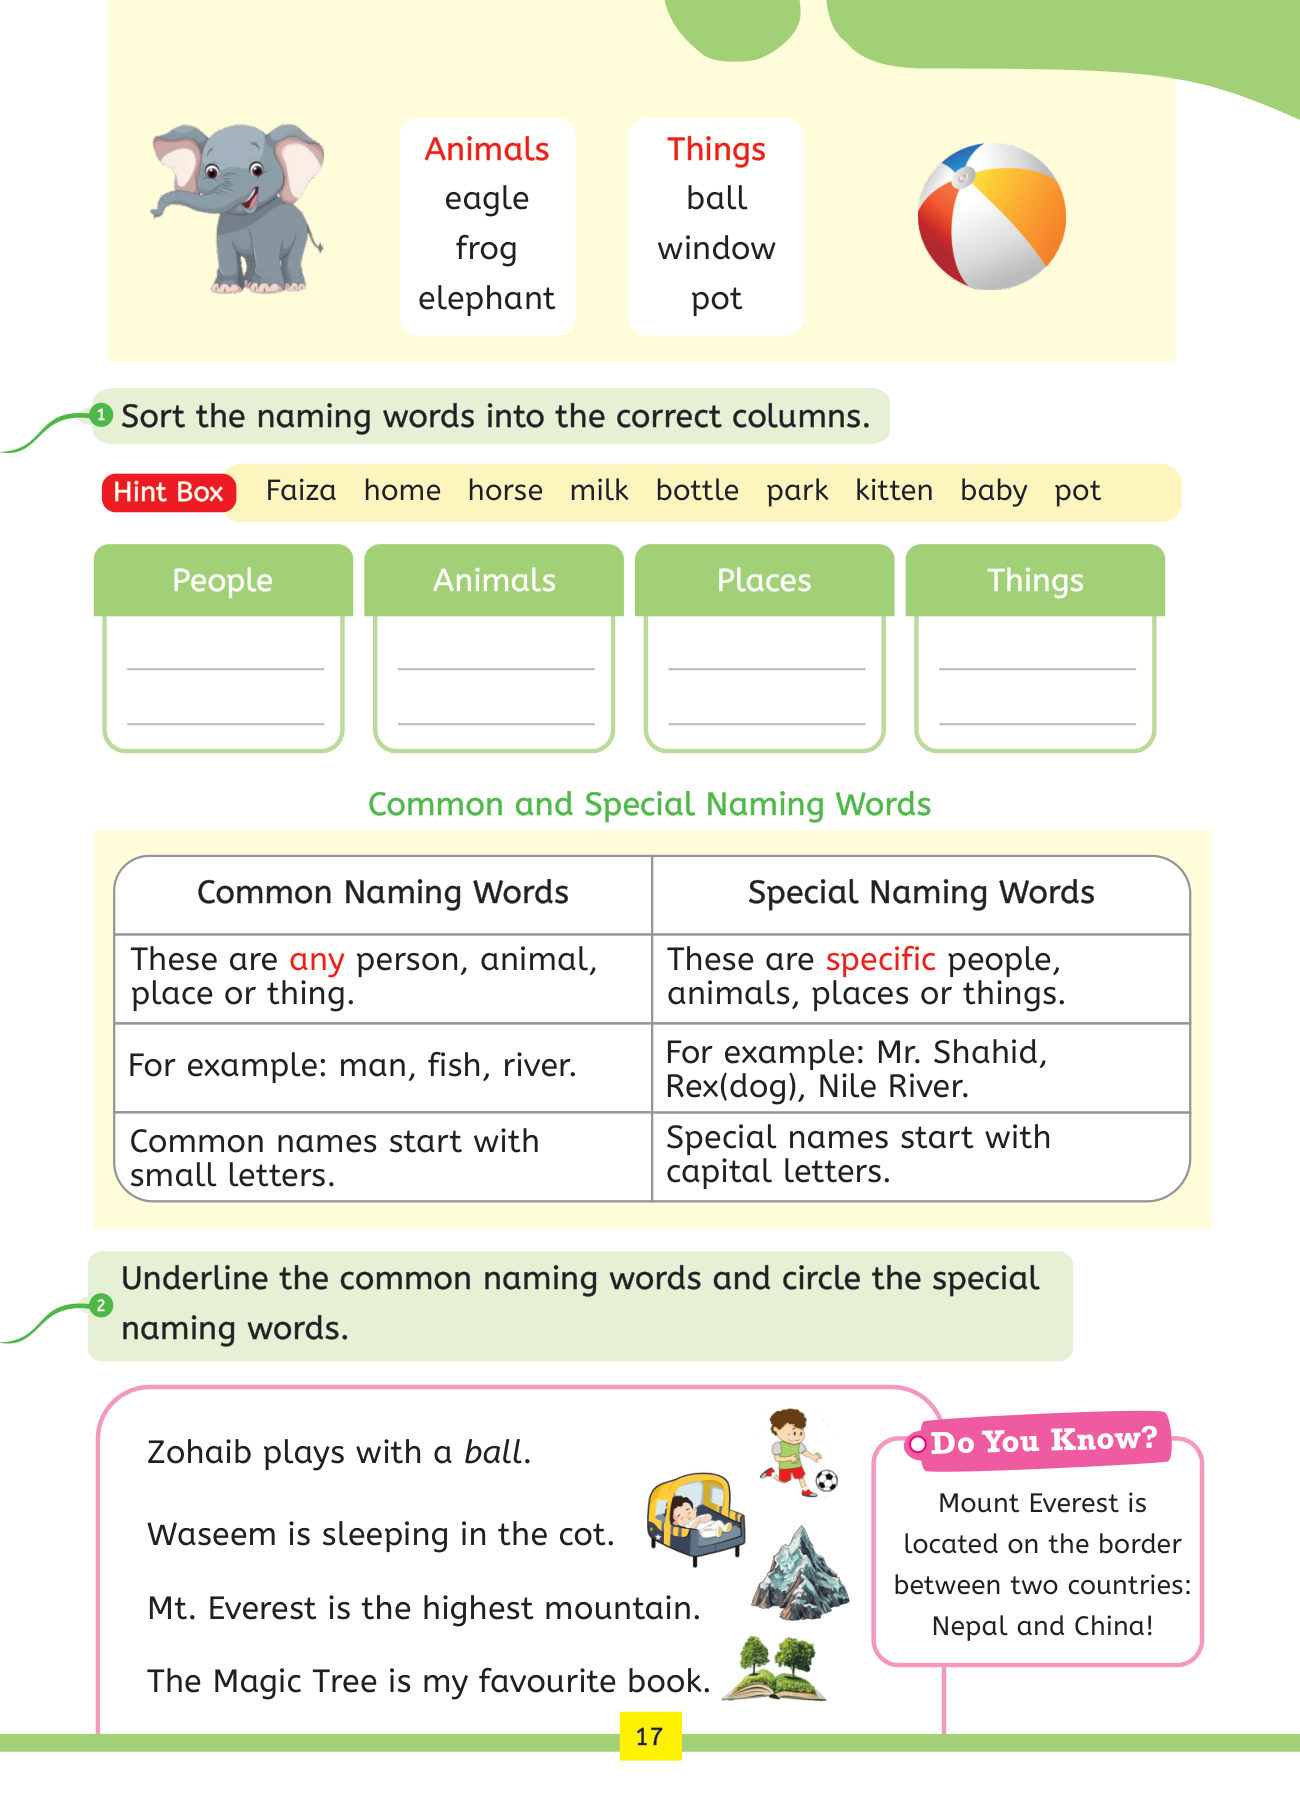 Animals
eagle
frog
elephant
Things
ball
window
pot
1 Sort the naming words into the correct columns.
Hint Box Faiza home horse milk bottle park kitten baby pot
People Animals Places Things
Common and Special Naming Words
Common Naming Words
Special Naming Words
These are any person, animal,
place or thing.
These are specific people,
animals, places or things.
For example: man, fish, river.
For example: Mr. Shahid,
Rex(dog), Nile River.
Common names start with
small letters.
Special names start with
capital letters.
2 Underline the common naming words and circle the special
naming words.
Zohaib plays with a ball.
Waseem is sleeping in the cot.
Mt. Everest is the highest mountain.
The Magic Tree is my favourite book.
Do You Know?
Mount Everest is
located on the border
between two countries:
Nepal and China!
17